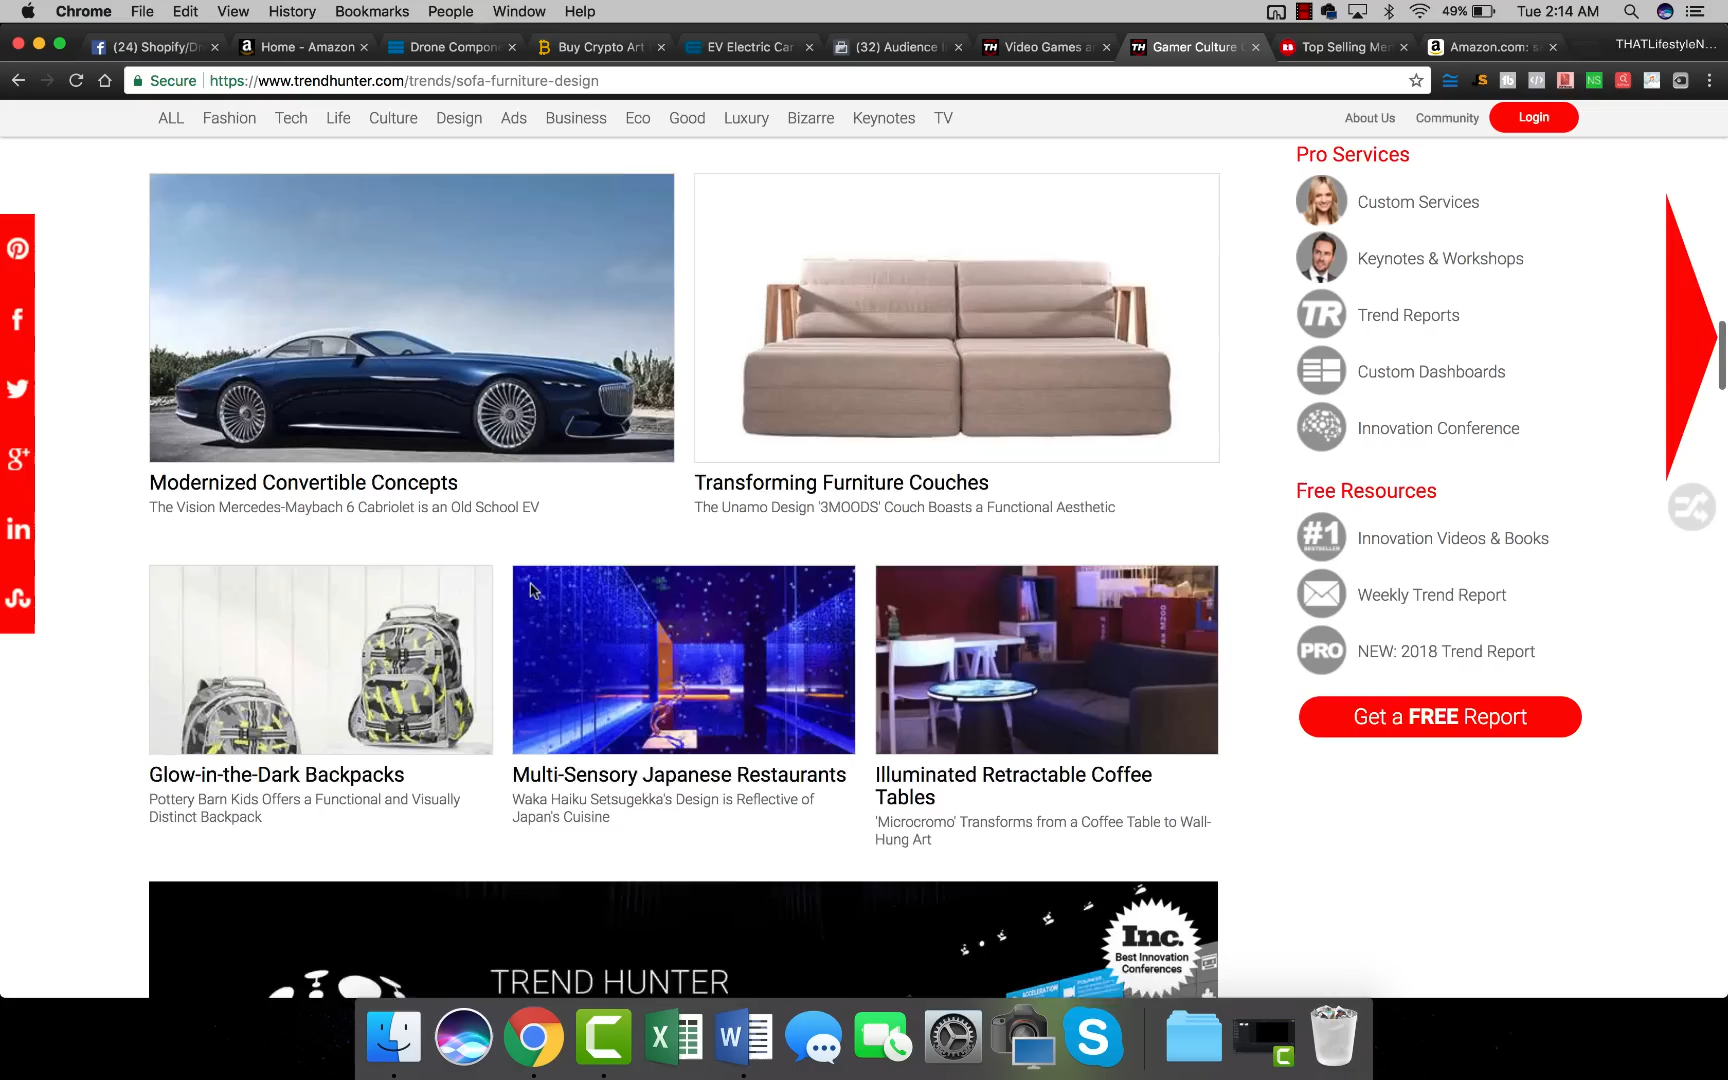 Chrome File Edit View History Bookmarks People Window Help 49% Tue 2:14 AM
(24) Shopify/Dr Home - Amazon Drone Compon Buy Crypto Art EV Electric Car (32) Audience I Video Games a Gamer Culture Top Selling Mer Amazon.com: s THATLifestyleN...
Secure https://www.trendhunter.com/trends/sofa-furniture-design
ALL Fashion Tech Life Culture Design Ads Business Eco Good Luxury Bizarre Keynotes TV About Us Community Login
Modernized Convertible Concepts
The Vision Mercedes-Maybach 6 Cabriolet is an Old School EV
Transforming Furniture Couches
The Unamo Design '3MOODS' Couch Boasts a Functional Aesthetic
Glow-in-the-Dark Backpacks
Pottery Barn Kids Offers a Functional and Visually
Distinct Backpack
Multi-Sensory Japanese Restaurants
Waka Haiku Setsugekka's Design is Reflective of
Japan's Cuisine
Illuminated Retractable Coffee
Tables
'Microcromo' Transforms from a Coffee Table to Wall-
Hung Art
TREND HUNTER
Inc.
Best Innovation
Conferences
ACCELERATION
Pro Services
Custom Services
Keynotes & Workshops
TR Trend Reports
Custom Dashboards
Innovation Conference
Free Resources
#1 BESTSELLER Innovation Videos & Books
Weekly Trend Report
PRO NEW: 2018 Trend Report
Get a FREE Report